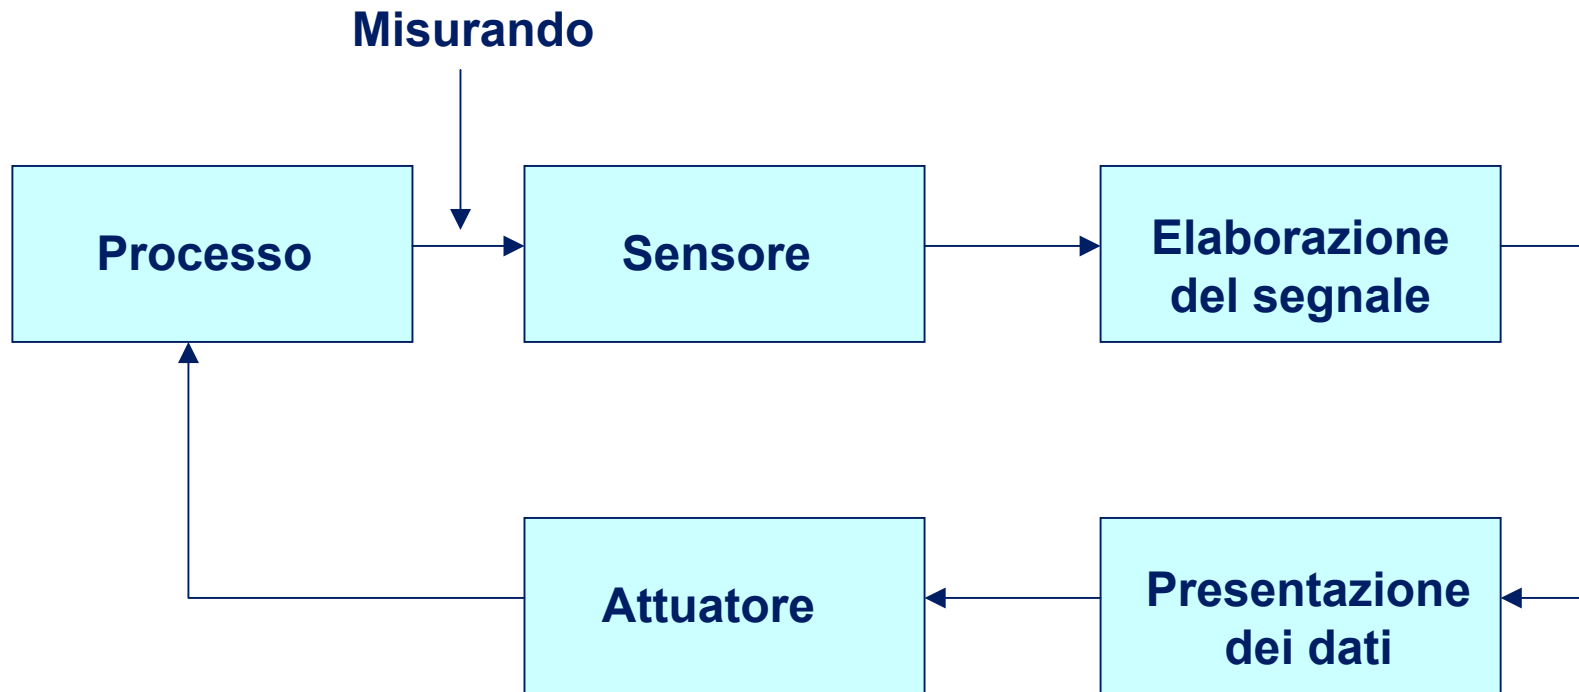 Misurando
Processo
Sensore
Elaborazione
del segnale
Attuatore
Presentazione
dei dati